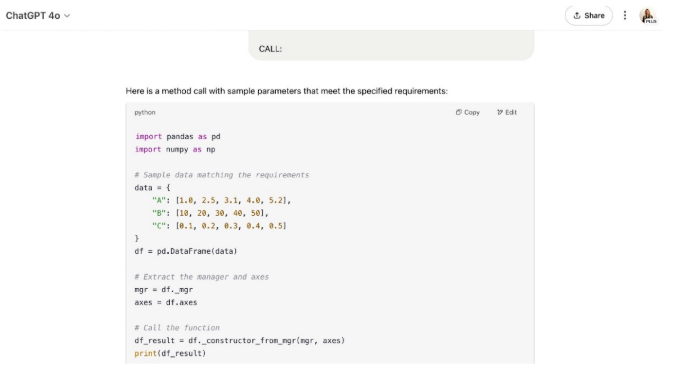 ChatGPT 4o
Share
PLUS
CALL:
Here is a method call with sample parameters that meet the specified requirements:
python
Copy Edit
import pandas as pd
import numpy as np
# Sample data matching the requirements
data = {
"A": [1.0, 2.5, 3.1, 4.0, 5.2],
"B": [10, 20, 30, 40, 50],
"C": [0.1, 0.2, 0.3, 0.4, 0.5]
}
df = pd.DataFrame(data)
# Extract the manager and axes
mgr = df._mgr
axes = df.axes
# Call the function
df_result = df._constructor_from_mgr(mgr, axes)
print(df_result)